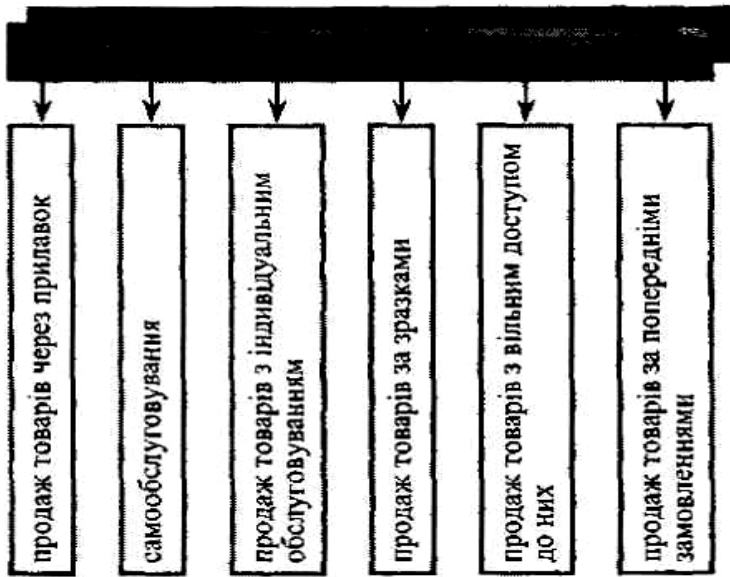 продаж товарів через прилавок
самообслуговування
продаж товарів з індивідуальним
обслуговуванням
продаж товарів за зразками
продаж товарів з вільним доступом
до них
продаж товарів за попередніми
замовленнями